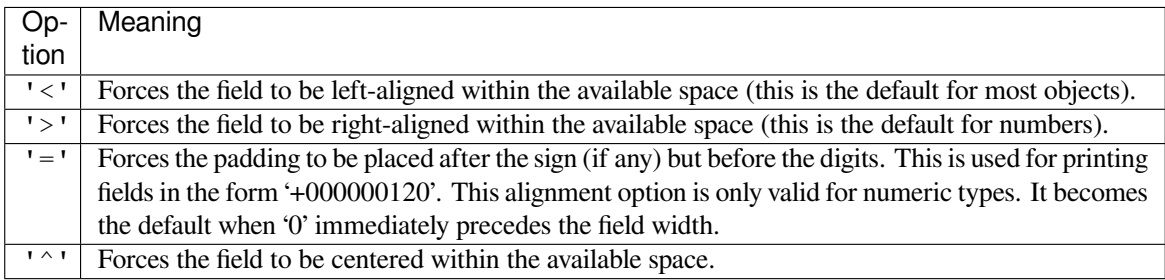 Op- Meaning
tion
'<' Forces the field to be left-aligned within the available space (this is the default for most objects).
'>' Forces the field to be right-aligned within the available space (this is the default for numbers).
'=' Forces the padding to be placed after the sign (if any) but before the digits. This is used for printing
fields in the form ‘+000000120’. This alignment option is only valid for numeric types. It becomes
the default when ‘0’ immediately precedes the field width.
'^' Forces the field to be centered within the available space.